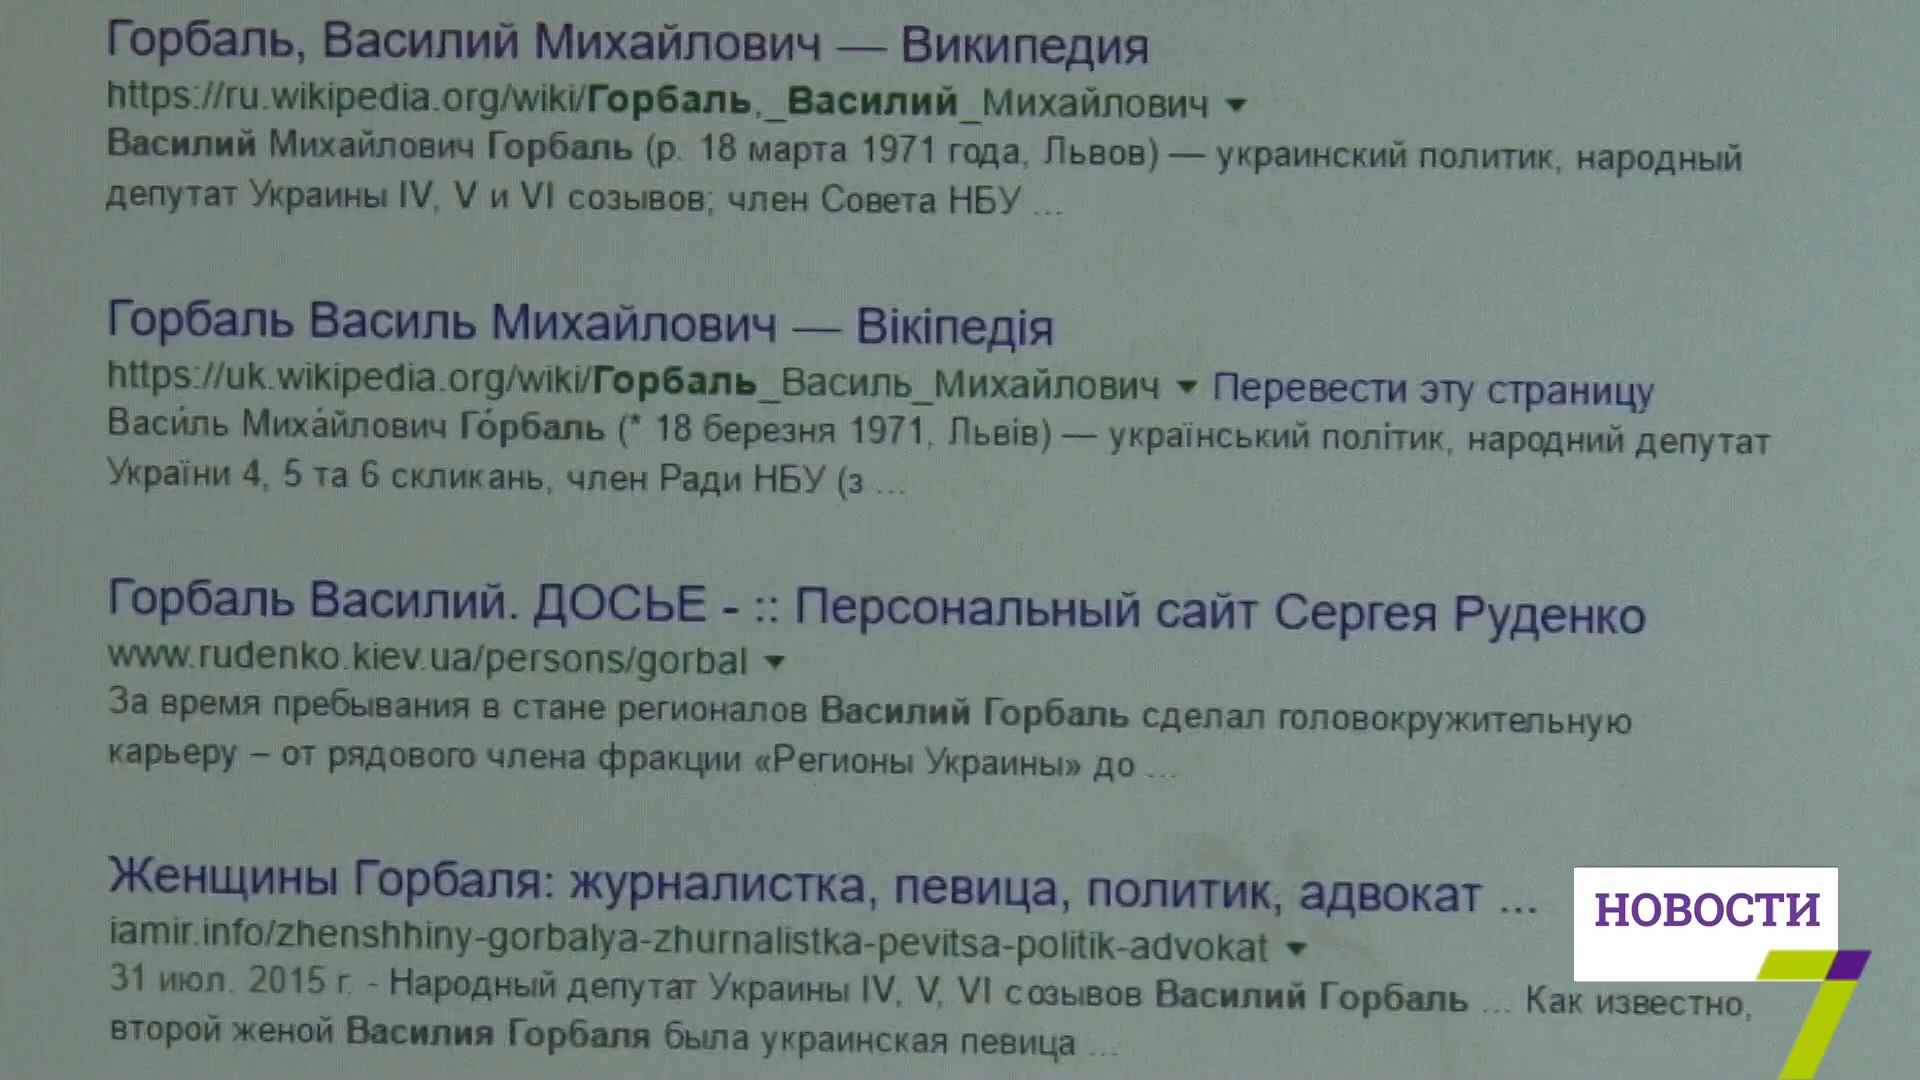 Горбаль, Василий Михайлович — Википедия
https://ru.wikipedia.org/wiki/Горбаль,_Василий_Михайлович
Василий Михайлович Горбаль (р. 18 марта 1971 года, Львов) — украинский политик, народный
депутат Украины IV, V и VI созывов; член Совета НБУ ...
Горбаль Василь Михайлович — Вікіпедія
https://uk.wikipedia.org/wiki/Горбаль_Василь_Михайлович Перевести эту страницу
Васи́ль Миха́йлович Го́рбаль (* 18 березня 1971, Львів) — український політик, народний депутат
України 4, 5 та 6 скликань, член Ради НБУ (з ...
Горбаль Василий. ДОСЬЕ - :: Персональный сайт Сергея Руденко
www.rudenko.kiev.ua/persons/gorbal
За время пребывания в стане регионалов Василий Горбаль сделал головокружительную
карьеру – от рядового члена фракции «Регионы Украины» до ...
Женщины Горбаля: журналистка, певица, политик, адвокат ...
iamir.info/zhenshhiny-gorbalya-zhurnalistka-pevitsa-politik-advokat
31 июл. 2015 г. - Народный депутат Украины IV, V, VI созывов Василий Горбаль ... Как известно,
второй женой Василия Горбаля была украинская певица ...
НОВОСТИ
7